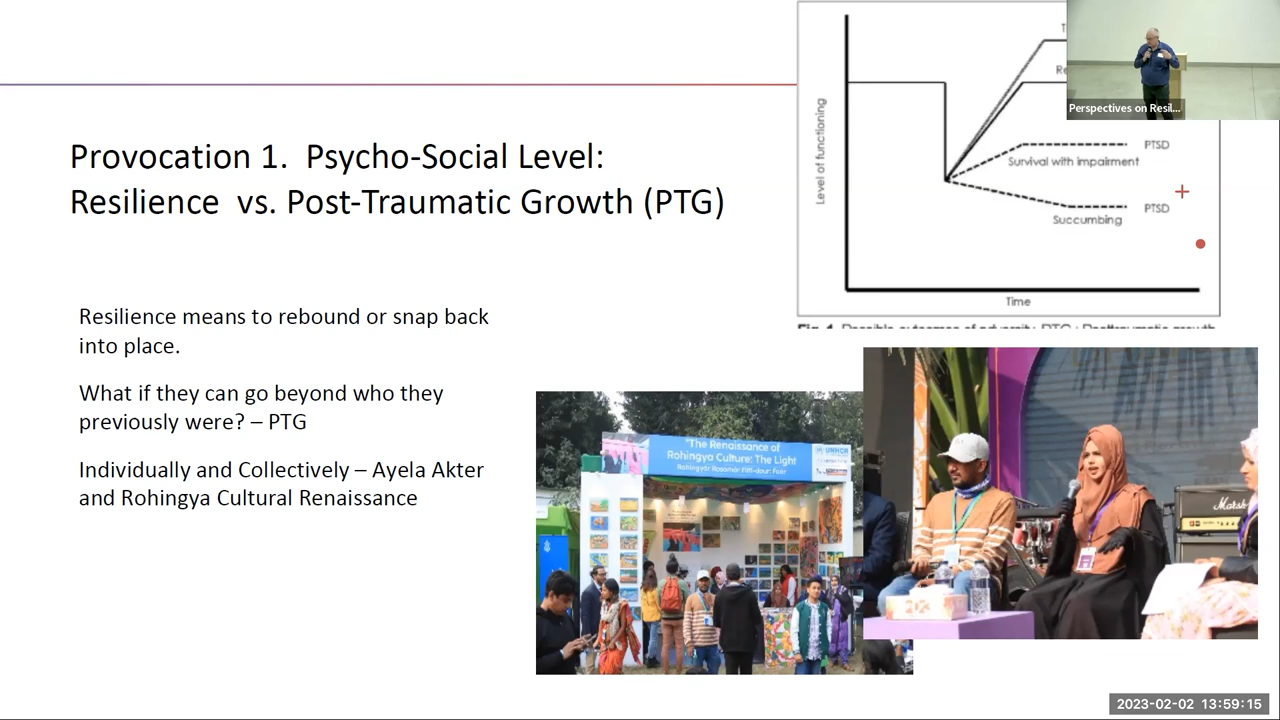 Provocation 1.  Psycho-Social Level:
Resilience  vs. Post-Traumatic Growth (PTG)
Resilience means to rebound or snap back
into place.
What if they can go beyond who they
previously were? – PTG
Individually and Collectively – Ayela Akter
and Rohingya Cultural Renaissance
Level of functioning
PTSD
Survival with impairment
PTSD
Succumbing
Time
Perspectives on Resil...
"The Renaissance of
Rohingya Culture: The Light
UNHCR
Marsh
2023-02-02 13:59:15